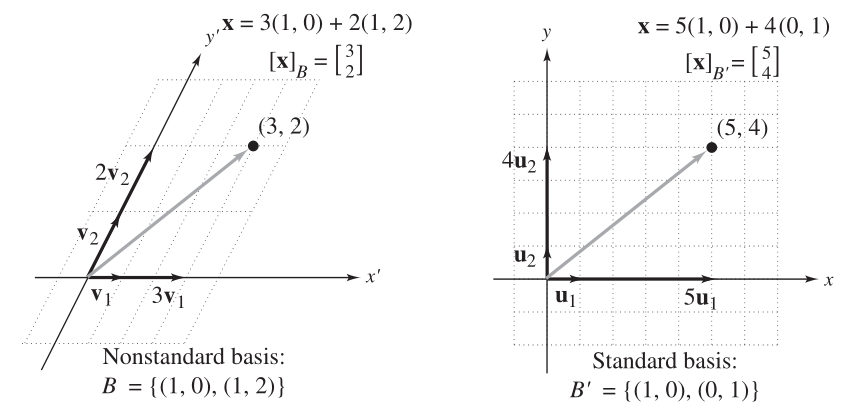 x = 3(1, 0) + 2(1, 2)
[x]_B = [3 2]
y′
(3, 2)
2v₂
v₂
v₁
3v₁
x′
Nonstandard basis:
B = {(1, 0), (1, 2)}
x = 5(1, 0) + 4(0, 1)
[x]_B′ = [5 4]
y
(5, 4)
4u₂
u₂
u₁
5u₁
x
Standard basis:
B′ = {(1, 0), (0, 1)}